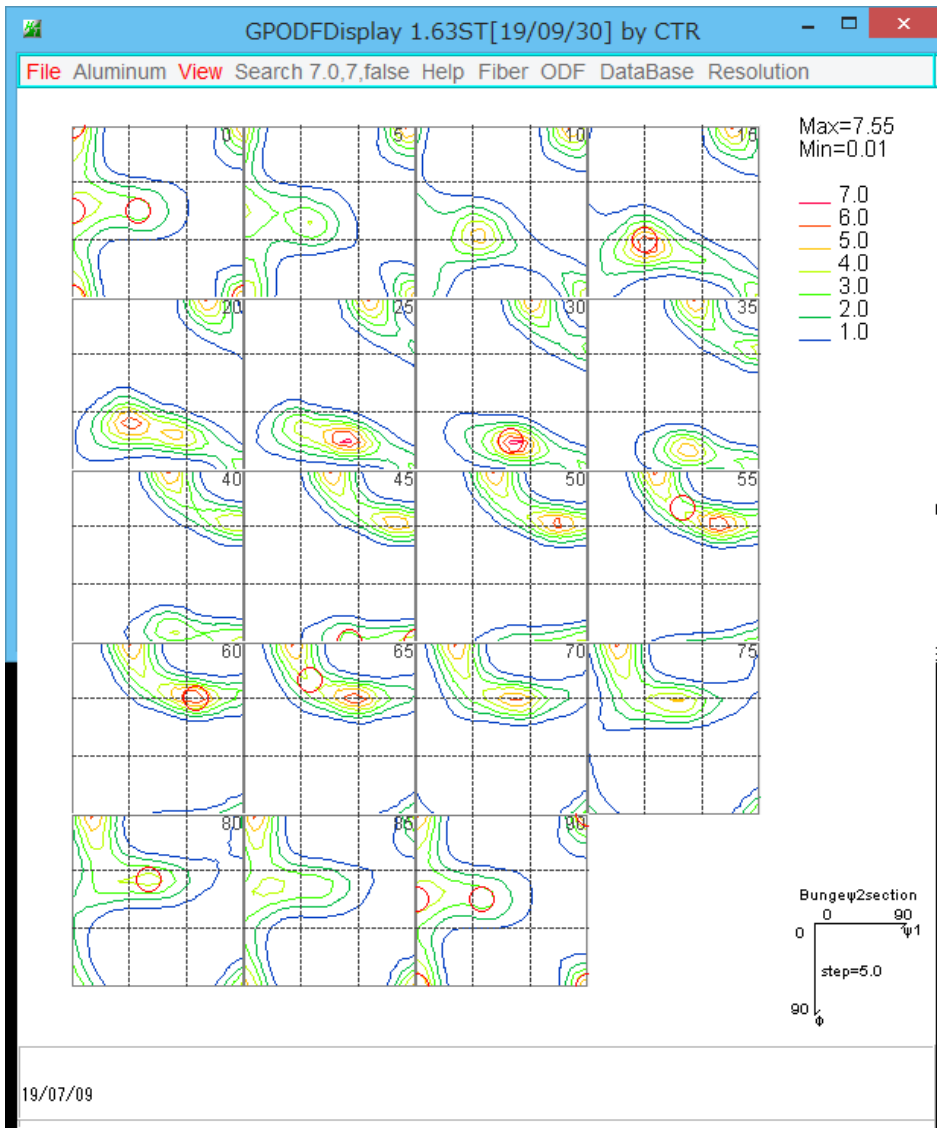 GPODFDisplay 1.63ST[19/09/30] by CTR
File Aluminum View Search 7.0,7,false Help Fiber ODF DataBase Resolution
0 5 10 15
Max=7.55
Min=0.01
7.0
6.0
5.0
4.0
3.0
2.0
1.0
20 25 30 35
40 45 50 55
60 65 70 75
80 85 90
Bungeψ2section
0 90
0 ψ1
step=5.0
90
ϕ
19/07/09